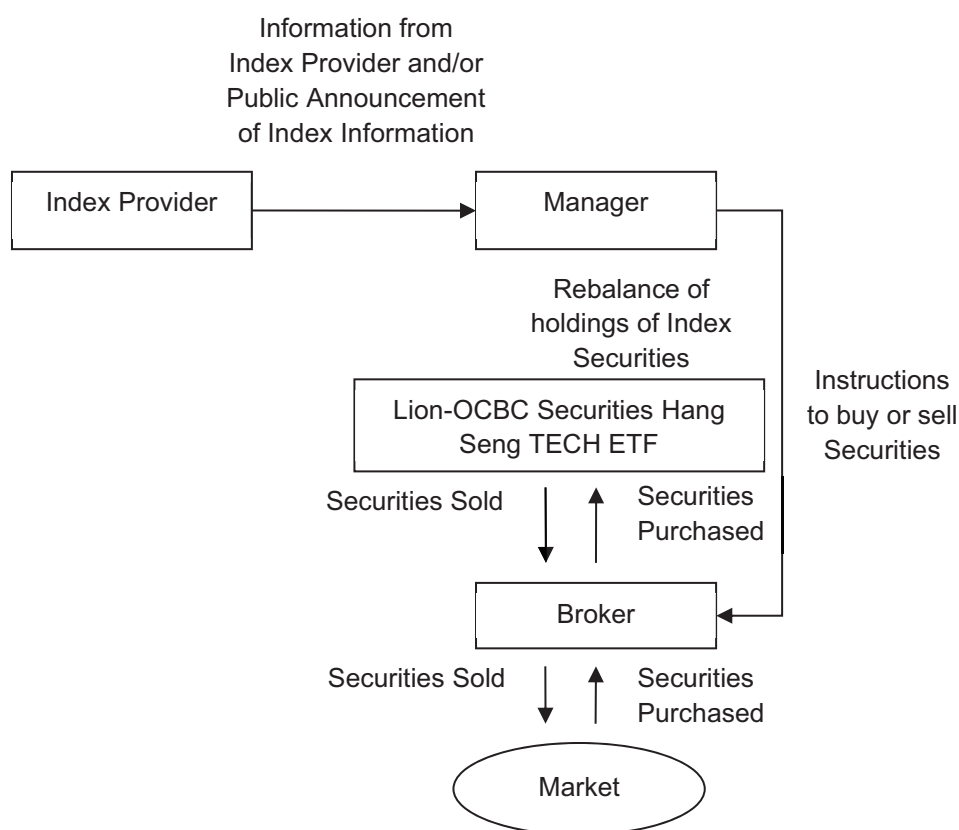 Information from
Index Provider and/or
Public Announcement
of Index Information
Index Provider
Manager
Rebalance of
holdings of Index
Securities
Instructions
to buy or sell
Securities
Lion-OCBC Securities Hang
Seng TECH ETF
Securities Sold
Securities
Purchased
Broker
Securities Sold
Securities
Purchased
Market